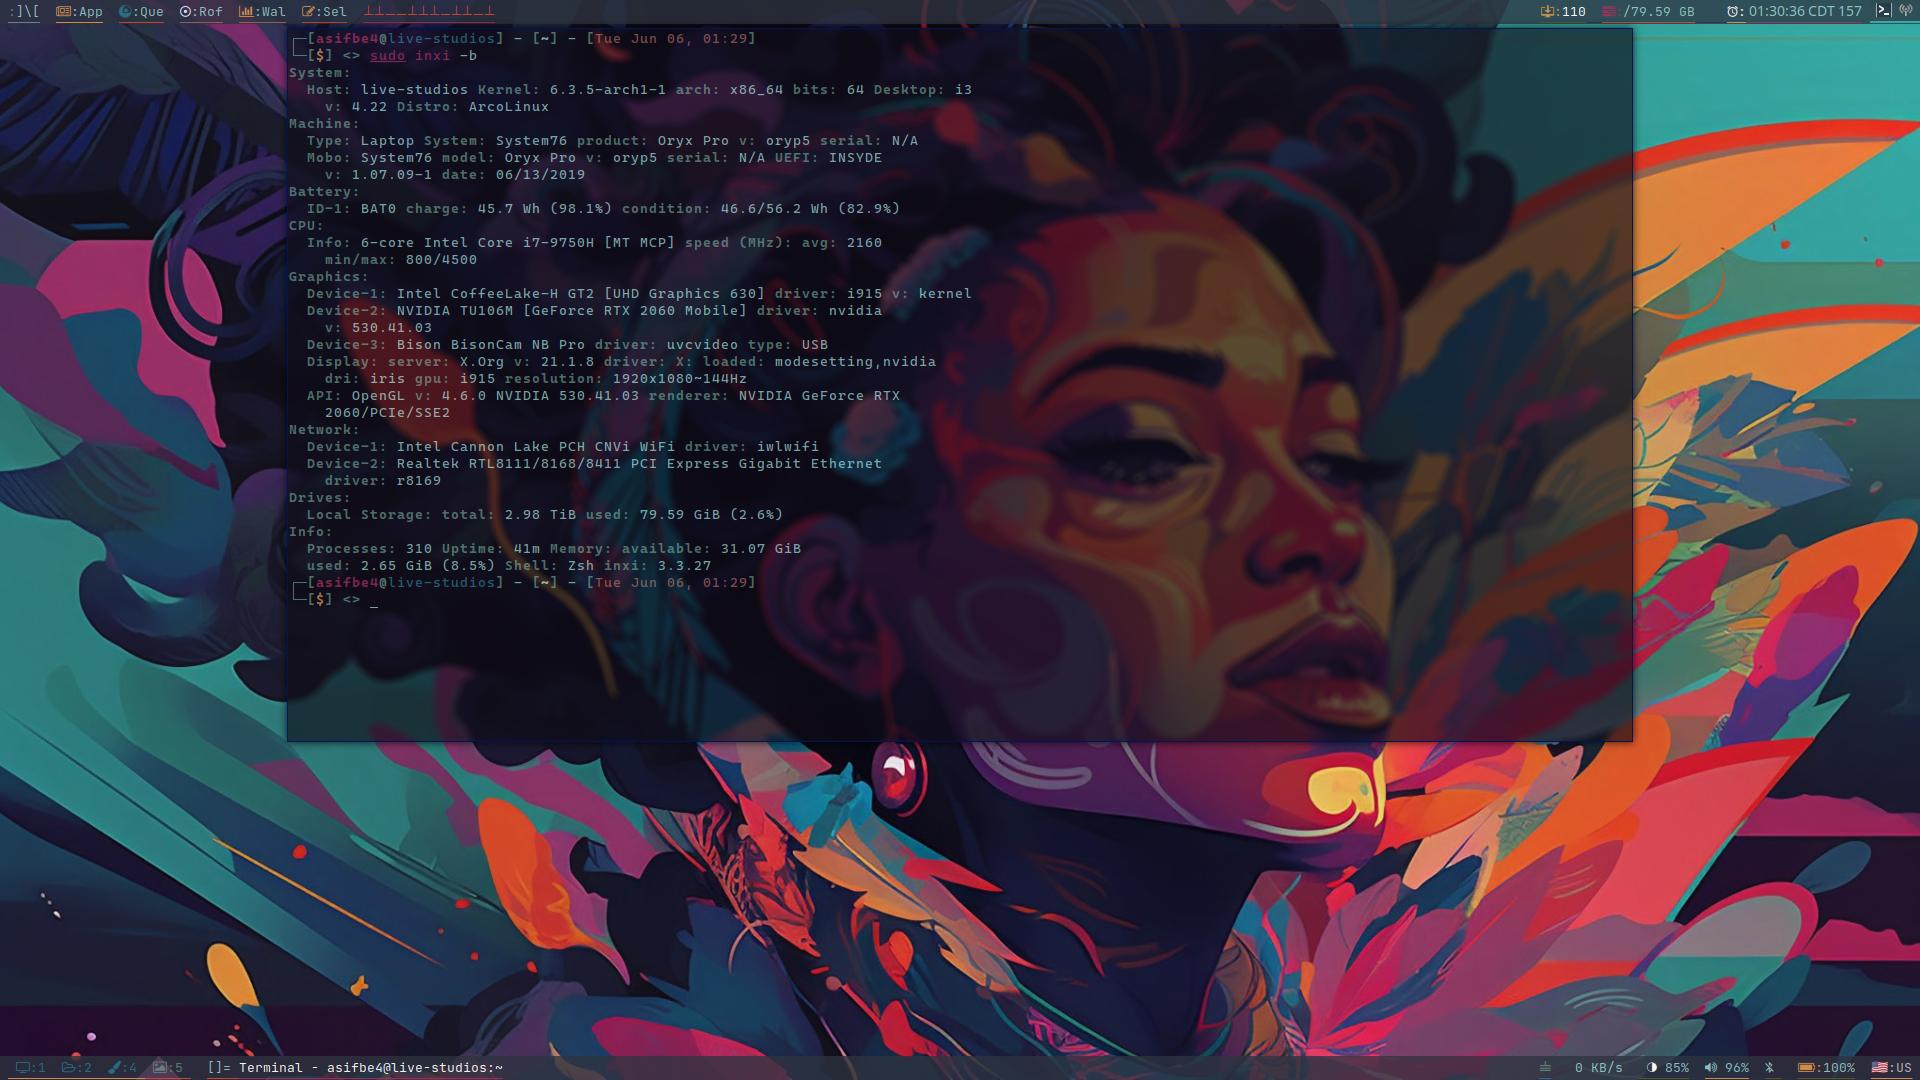 :]\[ :App :Que :Rof :Wal :Sel :110 :/79.59 GB : 01:30:36 CDT 157
[asifbe4@live-studios] - [~] - [Tue Jun 06, 01:29]
[$] <> sudo inxi -b
System:
Host: live-studios Kernel: 6.3.5-arch1-1 arch: x86_64 bits: 64 Desktop: i3
v: 4.22 Distro: ArcoLinux
Machine:
Type: Laptop System: System76 product: Oryx Pro v: oryp5 serial: N/A
Mobo: System76 model: Oryx Pro v: oryp5 serial: N/A UEFI: INSYDE
v: 1.07.09-1 date: 06/13/2019
Battery:
ID-1: BAT0 charge: 45.7 Wh (98.1%) condition: 46.6/56.2 Wh (82.9%)
CPU:
Info: 6-core Intel Core i7-9750H [MT MCP] speed (MHz): avg: 2160
min/max: 800/4500
Graphics:
Device-1: Intel CoffeeLake-H GT2 [UHD Graphics 630] driver: i915 v: kernel
Device-2: NVIDIA TU106M [GeForce RTX 2060 Mobile] driver: nvidia
v: 530.41.03
Device-3: Bison BisonCam NB Pro driver: uvcvideo type: USB
Display: server: X.Org v: 21.1.8 driver: X: loaded: modesetting,nvidia
dri: iris gpu: i915 resolution: 1920x1080~144Hz
API: OpenGL v: 4.6.0 NVIDIA 530.41.03 renderer: NVIDIA GeForce RTX
2060/PCIe/SSE2
Network:
Device-1: Intel Cannon Lake PCH CNVi WiFi driver: iwlwifi
Device-2: Realtek RTL8111/8168/8411 PCI Express Gigabit Ethernet
driver: r8169
Drives:
Local Storage: total: 2.98 TiB used: 79.59 GiB (2.6%)
Info:
Processes: 310 Uptime: 41m Memory: available: 31.07 GiB
used: 2.65 GiB (8.5%) Shell: Zsh inxi: 3.3.27
[asifbe4@live-studios] - [~] - [Tue Jun 06, 01:29]
[$] <> _
:1 :2 :4 :5 []= Terminal - asifbe4@live-studios:~ 0 KB/s 85% 96% :100% :US